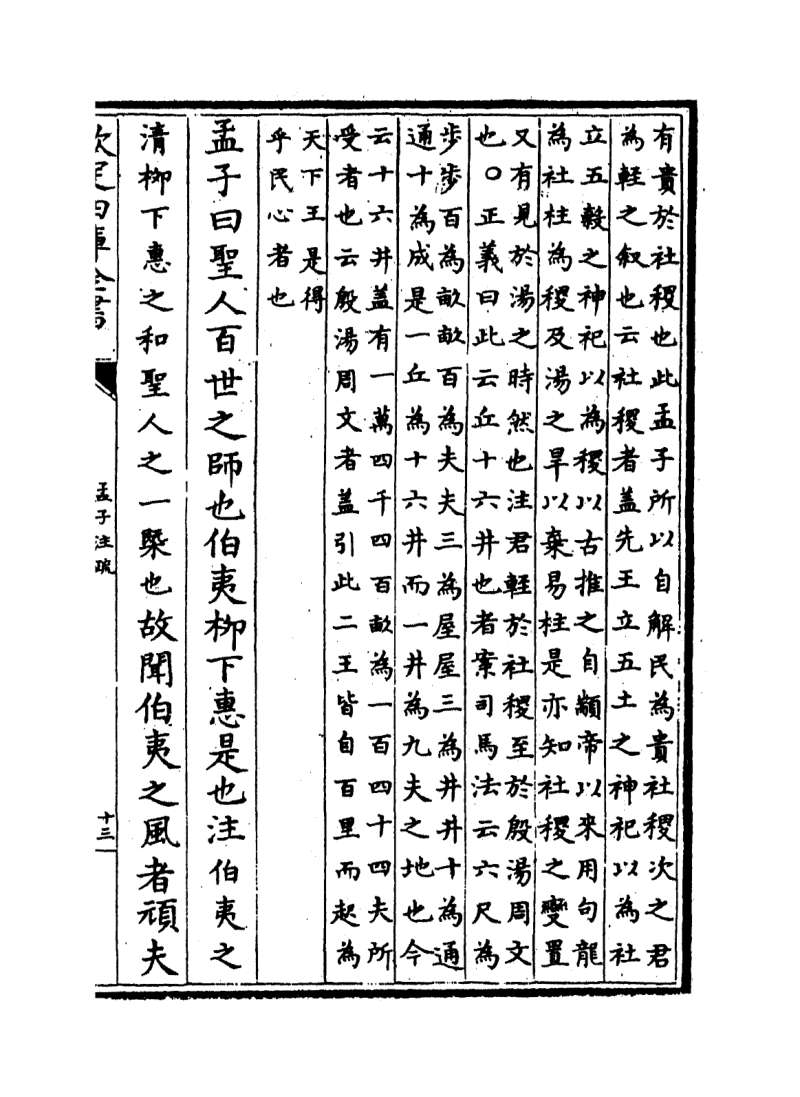 有貴於社稷也此孟子所以自解民為貴社稷次之君
為輕之叙也云社稷者盖先王立五土之神祀以為社
立五穀之神祀以為稷以古推之自顓帝以來用句龍
為社柱為稷及湯之旱以棄易柱是亦知社稷之變置
又有見於湯之時然也注君輕於社稷至於殷湯周文
也○正義曰此云丘十六井也者案司馬法云六尺為
步步百為畝畝百為夫夫三為屋屋三為井井十為通
通十為成是一丘為十六井而一井為九夫之地也今
云十六井盖有一萬四千四百畝為一百四十四夫所
受者也云殷湯周文者盖引此二王皆自百里而起為
天下王是得
乎民心者也
孟子曰聖人百世之師也伯夷柳下惠是也注伯夷之
清柳下惠之和聖人之一槩也故聞伯夷之風者頑夫
欽定四庫全書
孟子注疏
十三